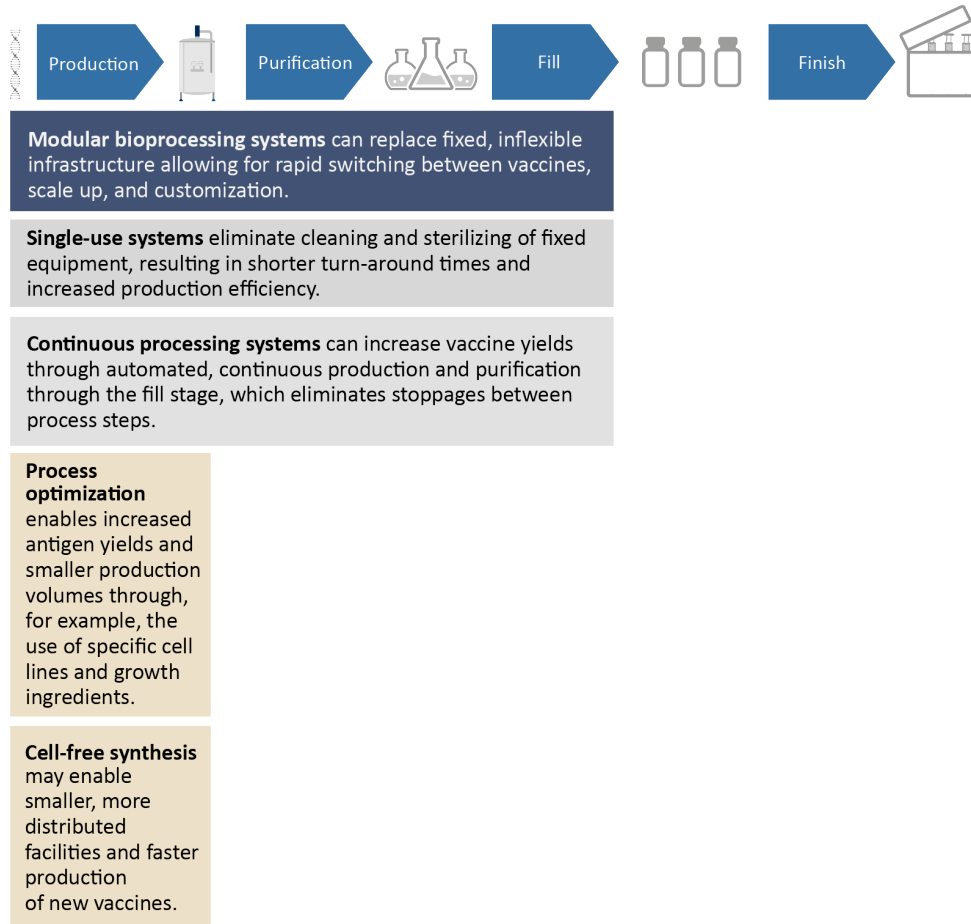 Production
Purification
Fill
Finish
Modular bioprocessing systems can replace fixed, inflexible
infrastructure allowing for rapid switching between vaccines,
scale up, and customization.
Single-use systems eliminate cleaning and sterilizing of fixed
equipment, resulting in shorter turn-around times and
increased production efficiency.
Continuous processing systems can increase vaccine yields
through automated, continuous production and purification
through the fill stage, which eliminates stoppages between
process steps.
Process
optimization
enables increased
antigen yields and
smaller production
volumes through,
for example, the
use of specific cell
lines and growth
ingredients.
Cell-free synthesis
may enable
smaller, more
distributed
facilities and faster
production
of new vaccines.